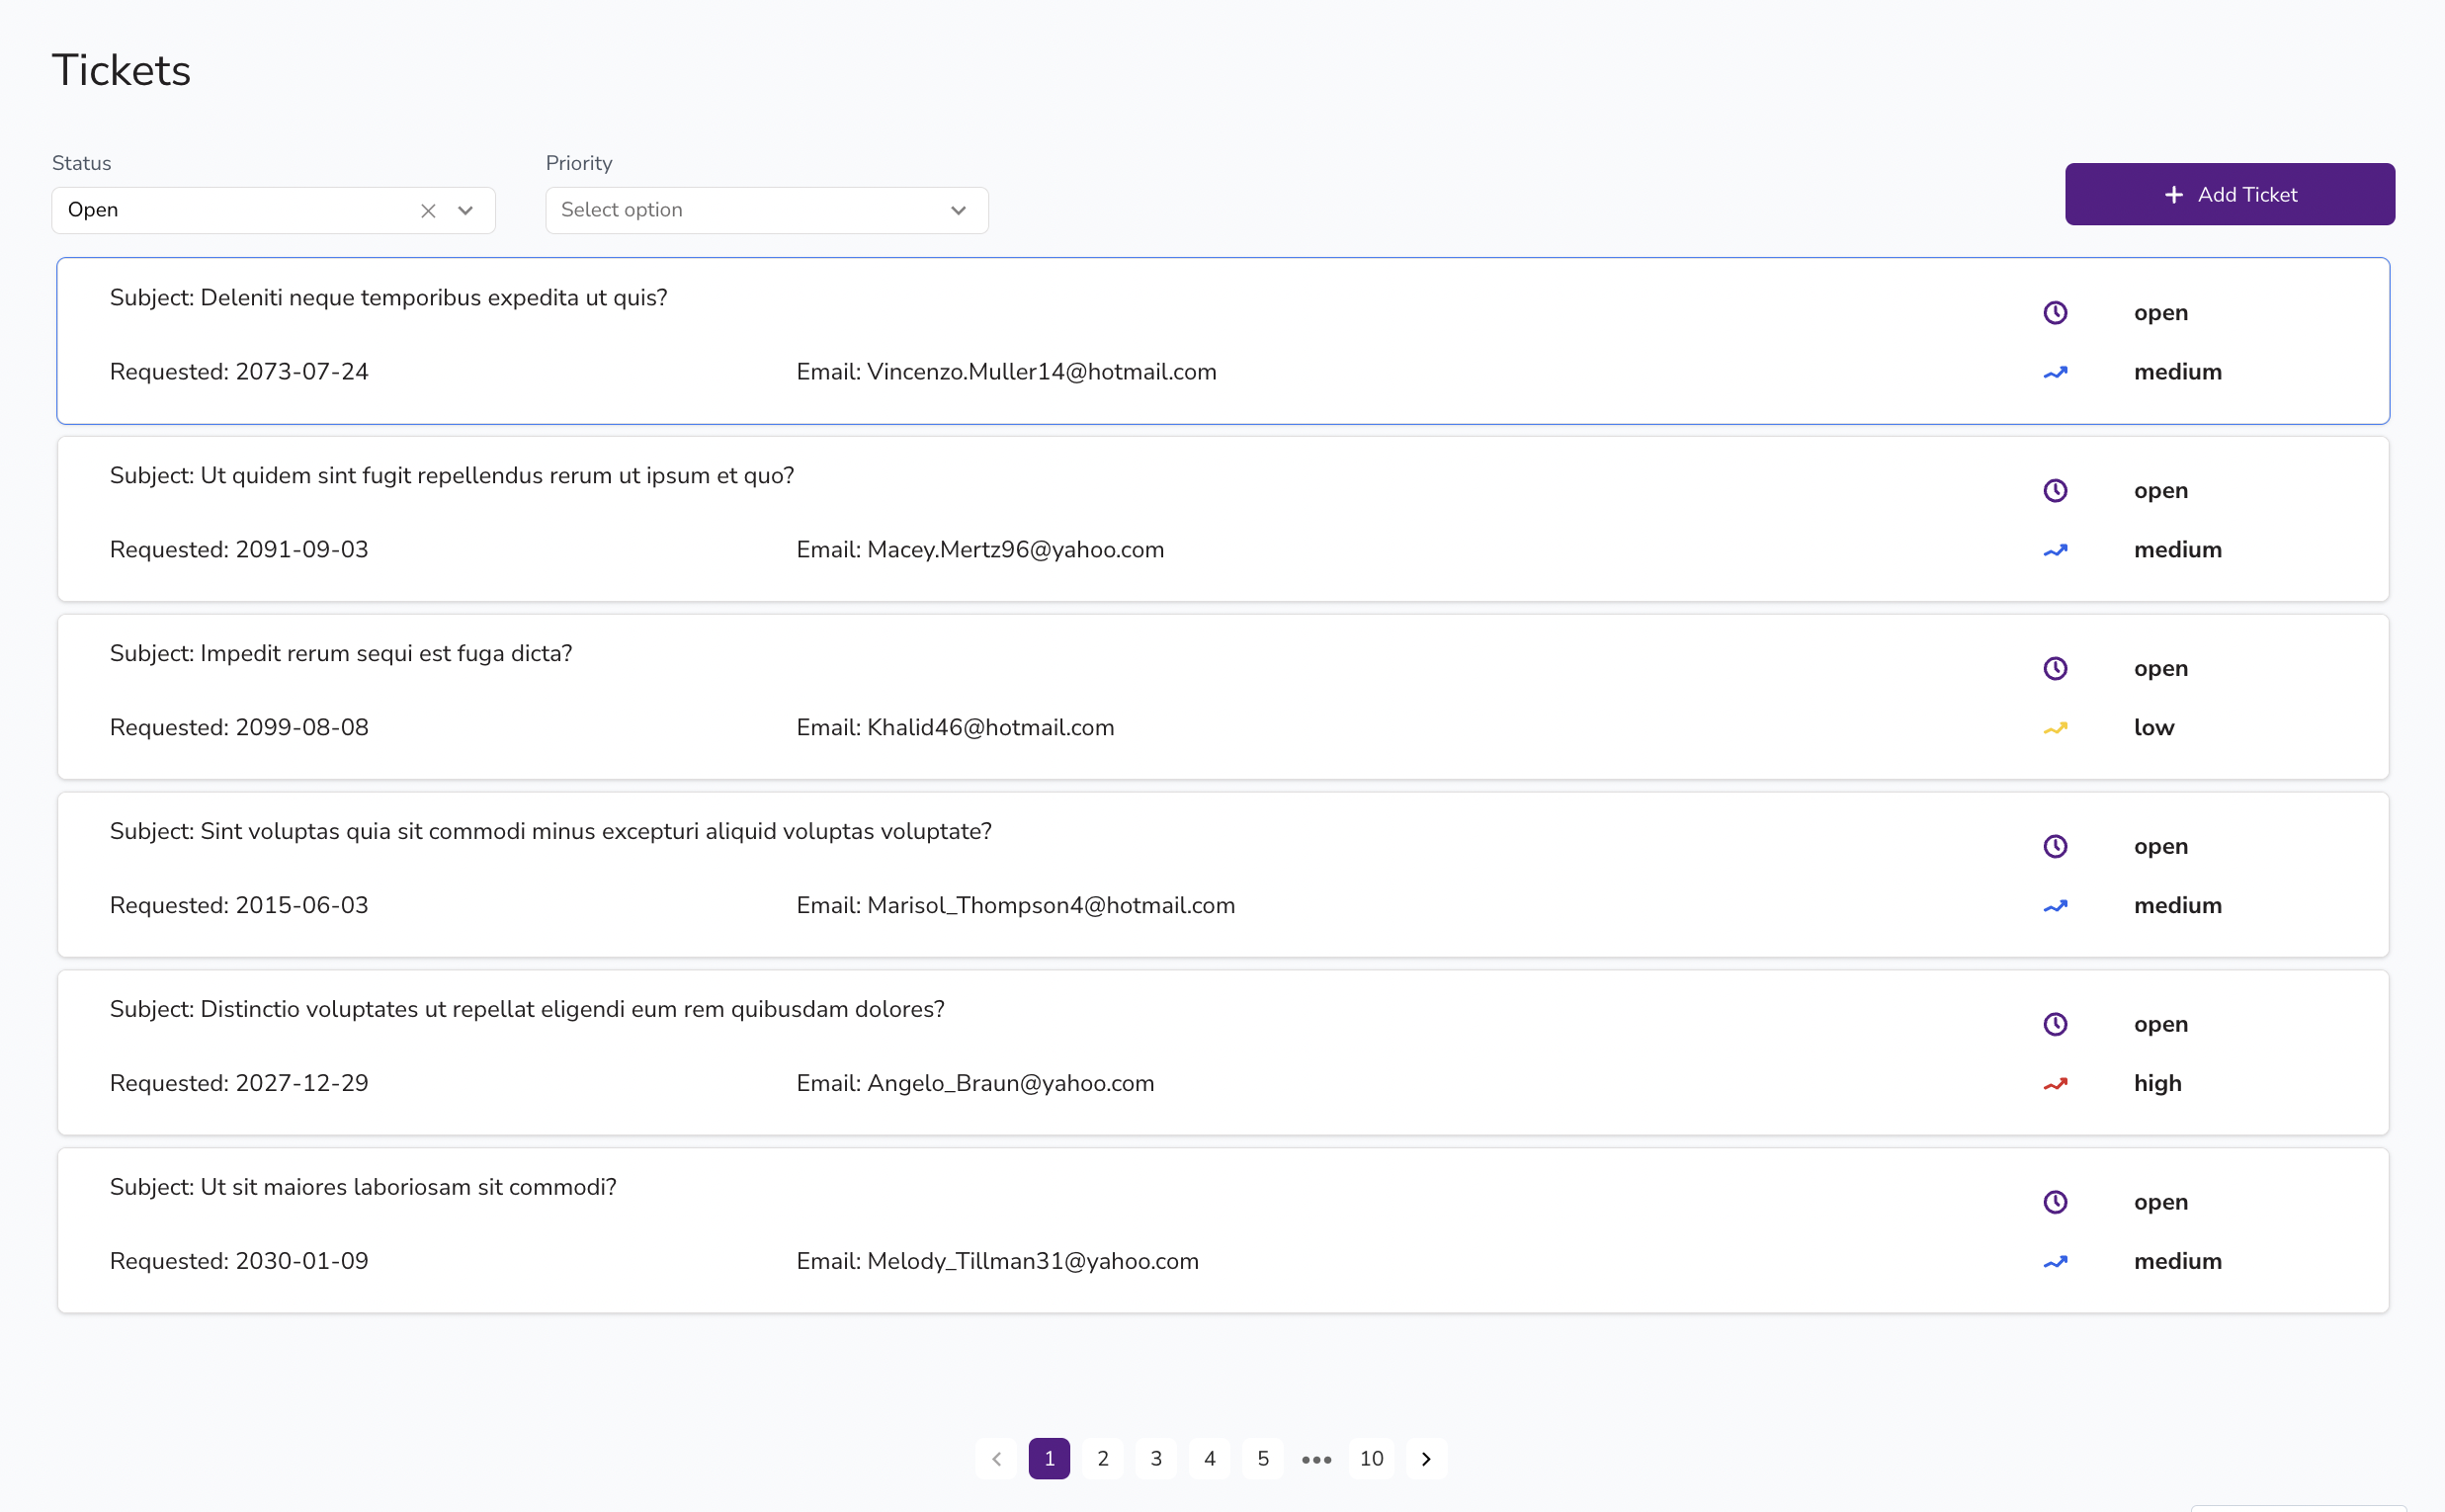 Tickets
Status
Priority
Open
Select option
Add Ticket
Subject: Deleniti neque temporibus expedita ut quis?
open
Requested: 2073-07-24
Email: Vincenzo.Muller14@hotmail.com
medium
Subject: Ut quidem sint fugit repellendus rerum ut ipsum et quo?
open
Requested: 2091-09-03
Email: Macey.Mertz96@yahoo.com
medium
Subject: Impedit rerum sequi est fuga dicta?
open
Requested: 2099-08-08
Email: Khalid46@hotmail.com
low
Subject: Sint voluptas quia sit commodi minus excepturi aliquid voluptas voluptate?
open
Requested: 2015-06-03
Email: Marisol_Thompson4@hotmail.com
medium
Subject: Distinctio voluptates ut repellat eligendi eum rem quibusdam dolores?
open
Requested: 2027-12-29
Email: Angelo_Braun@yahoo.com
high
Subject: Ut sit maiores laboriosam sit commodi?
open
Requested: 2030-01-09
Email: Melody_Tillman31@yahoo.com
medium
1 2 3 4 5 ••• 10